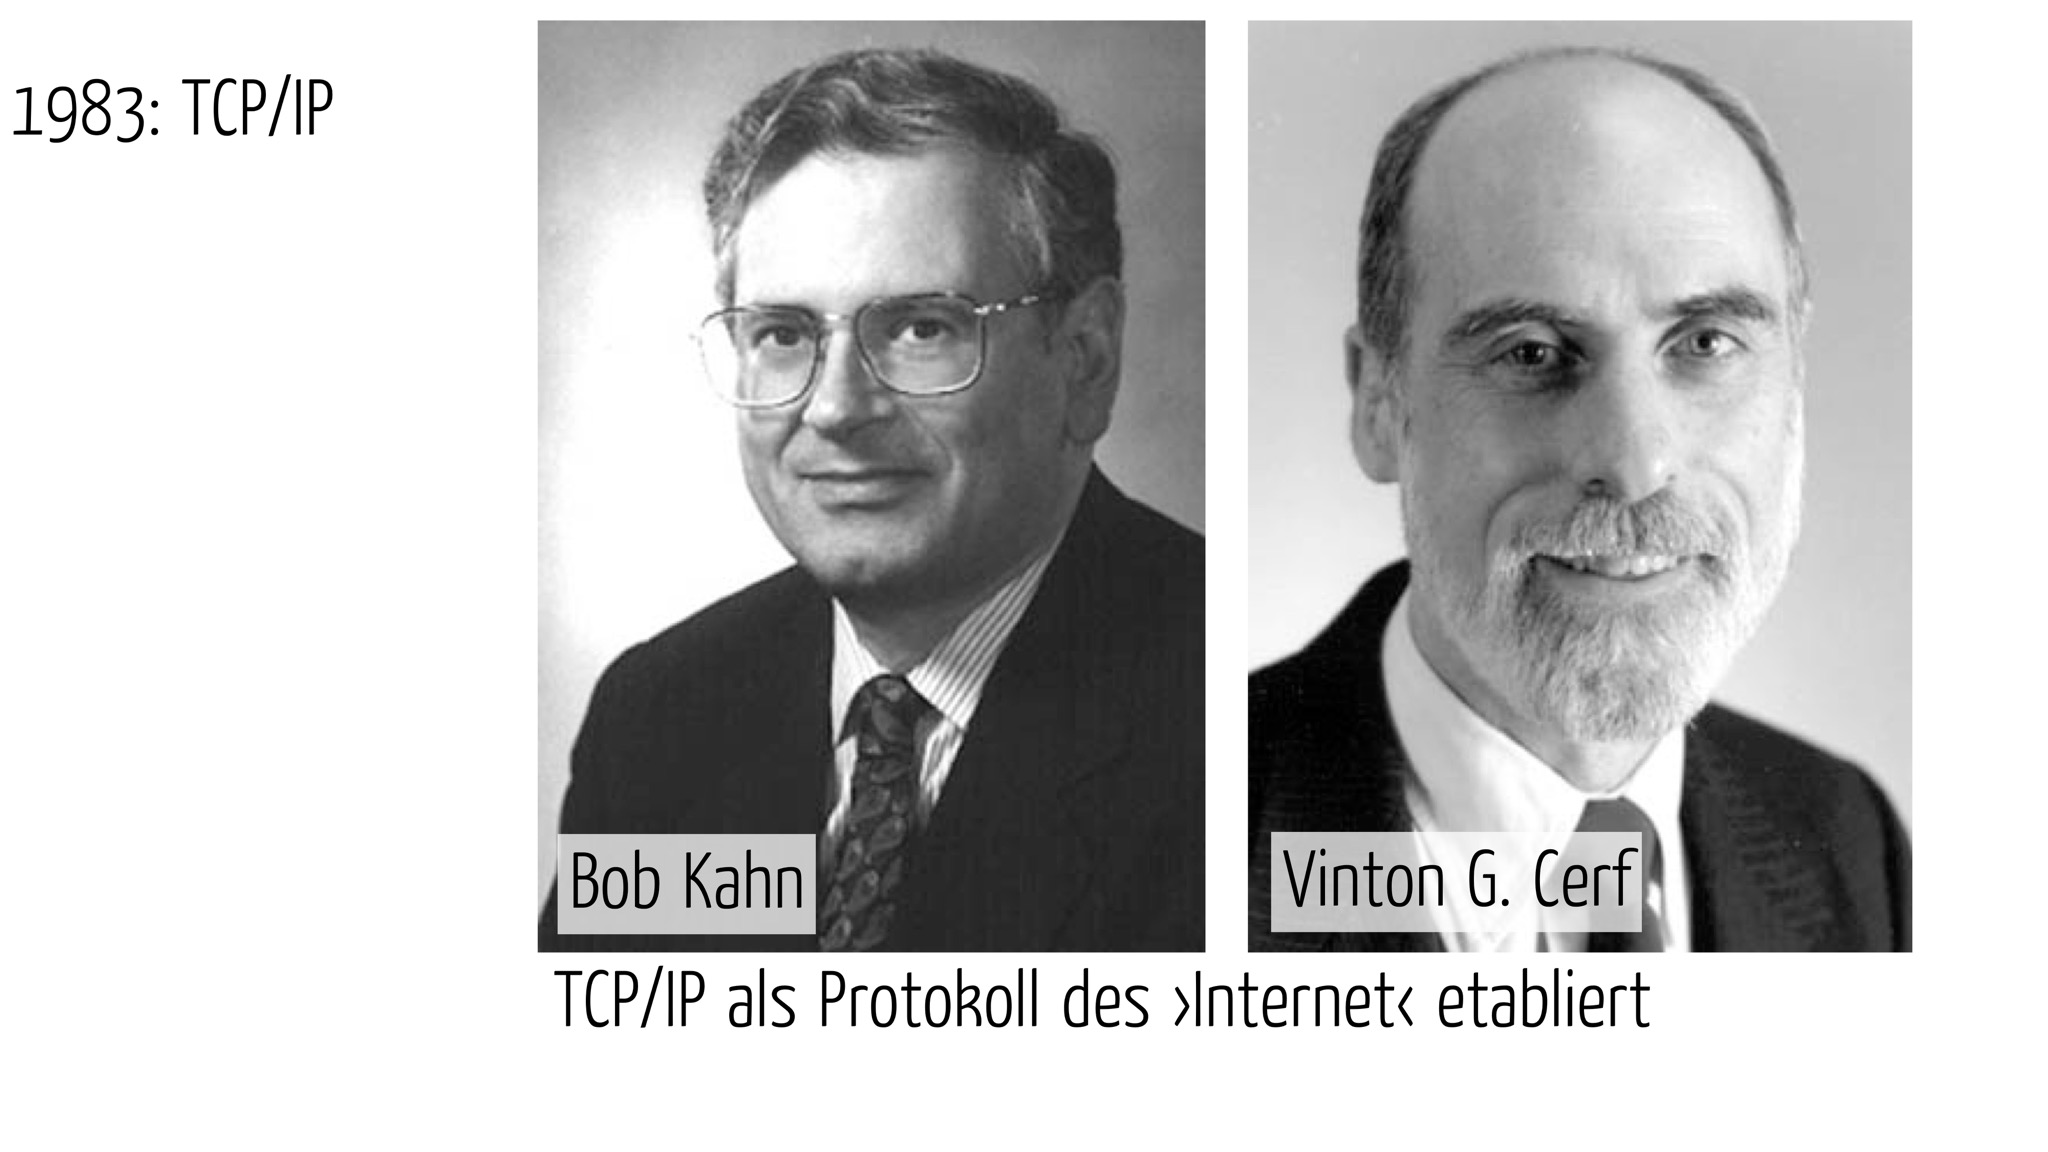 1983: TCP/IP
Bob Kahn
Vinton G. Cerf
TCP/IP als Protokoll des ›Internet‹ etabliert